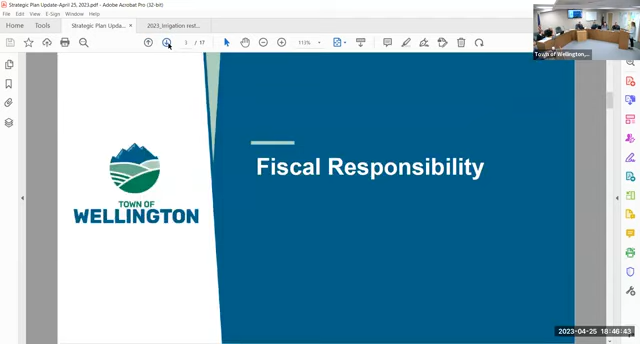 Strategic Plan Update-April 25, 2023.pdf - Adobe Acrobat Pro (32-bit)
File Edit View E-Sign Window Help
Home Tools Strategic Plan Upda... × 2023_Irrigation rest...
3 / 17 113%
Town of Wellington,...
Fiscal Responsibility
TOWN OF
WELLINGTON
2023-04-25 18:46:43